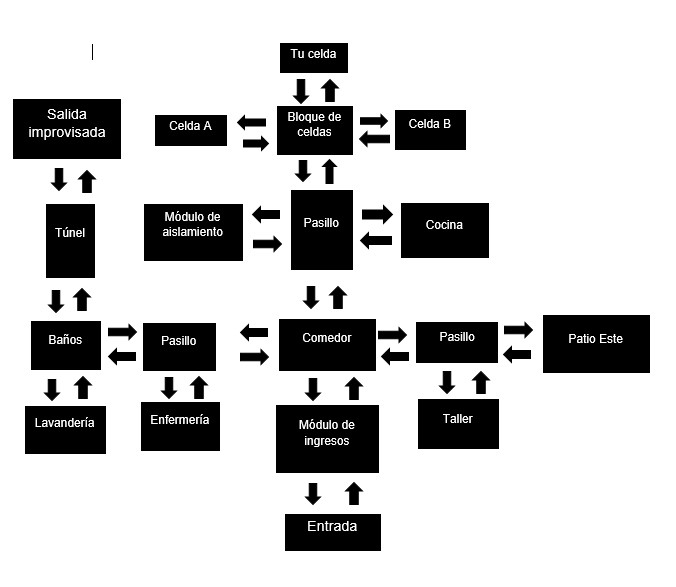 Tu celda
Salida
improvisada
Celda A
Bloque de
celdas
Celda B
Túnel
Módulo de
aislamiento
Pasillo
Cocina
Baños
Pasillo
Comedor
Pasillo
Patio Este
Lavandería
Enfermería
Módulo de
ingresos
Taller
Entrada